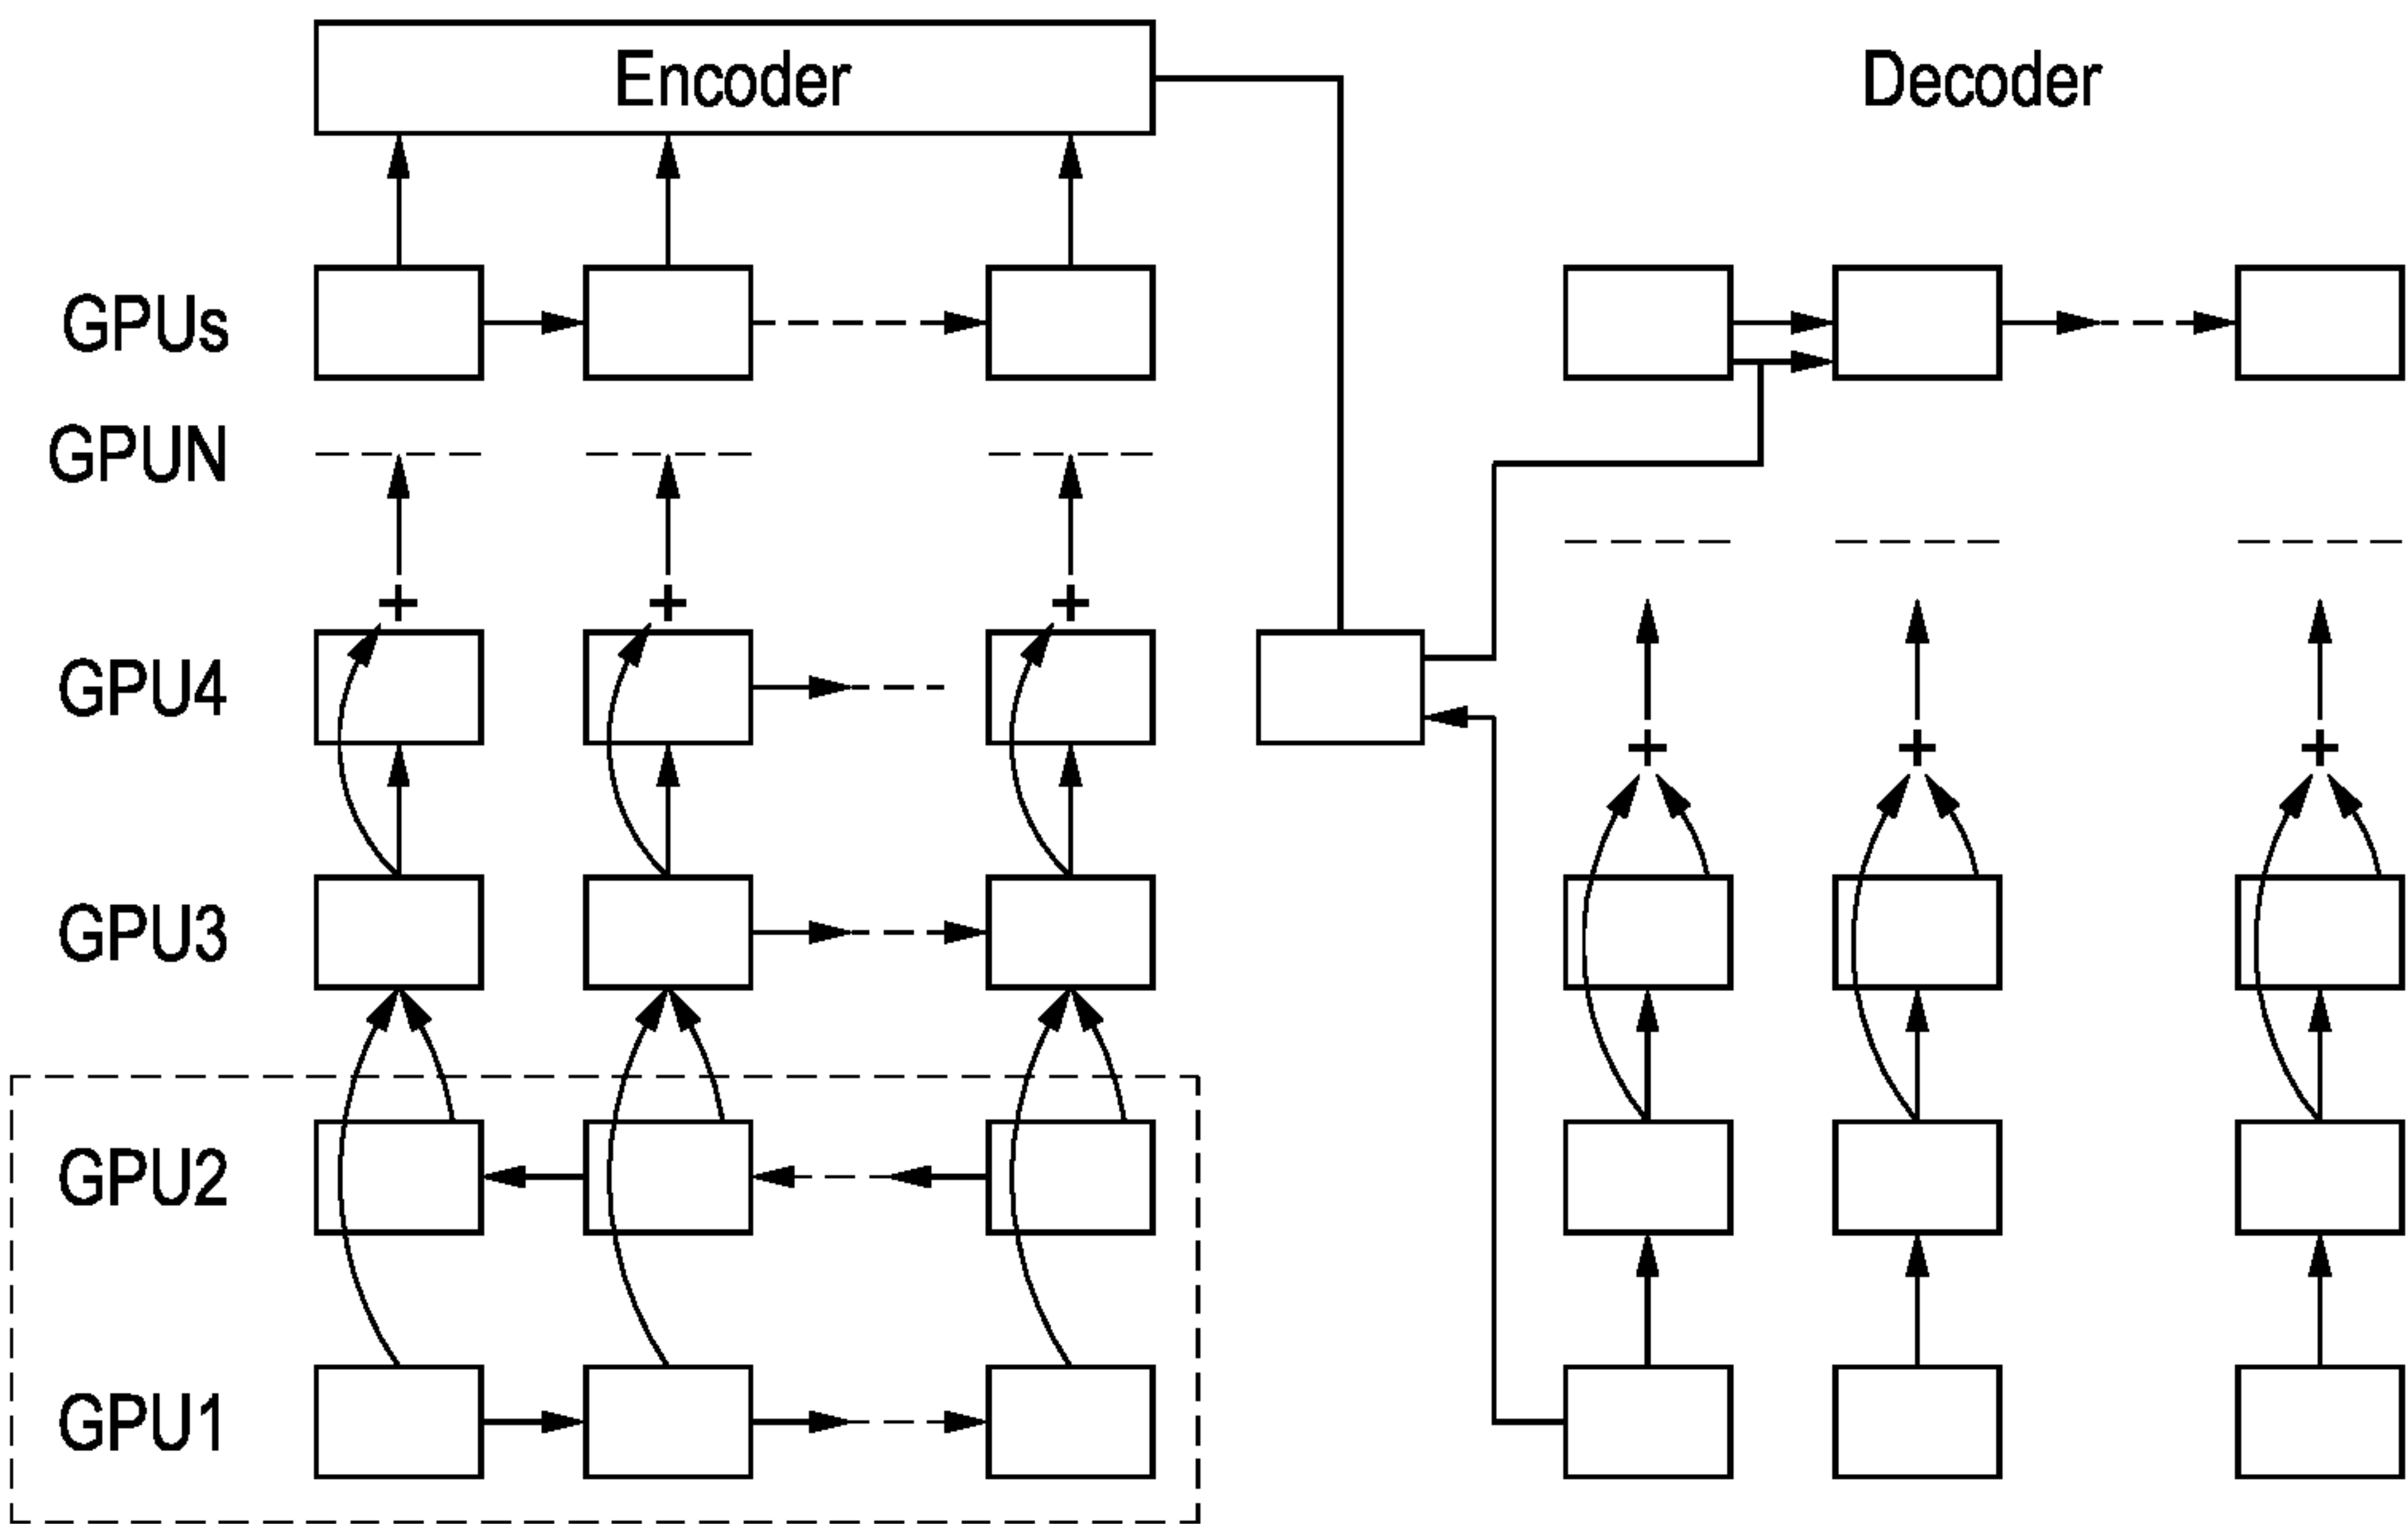 Encoder
Decoder
GPUs
GPUN
+ + +
GPU4
+ + +
GPU3
GPU2
GPU1